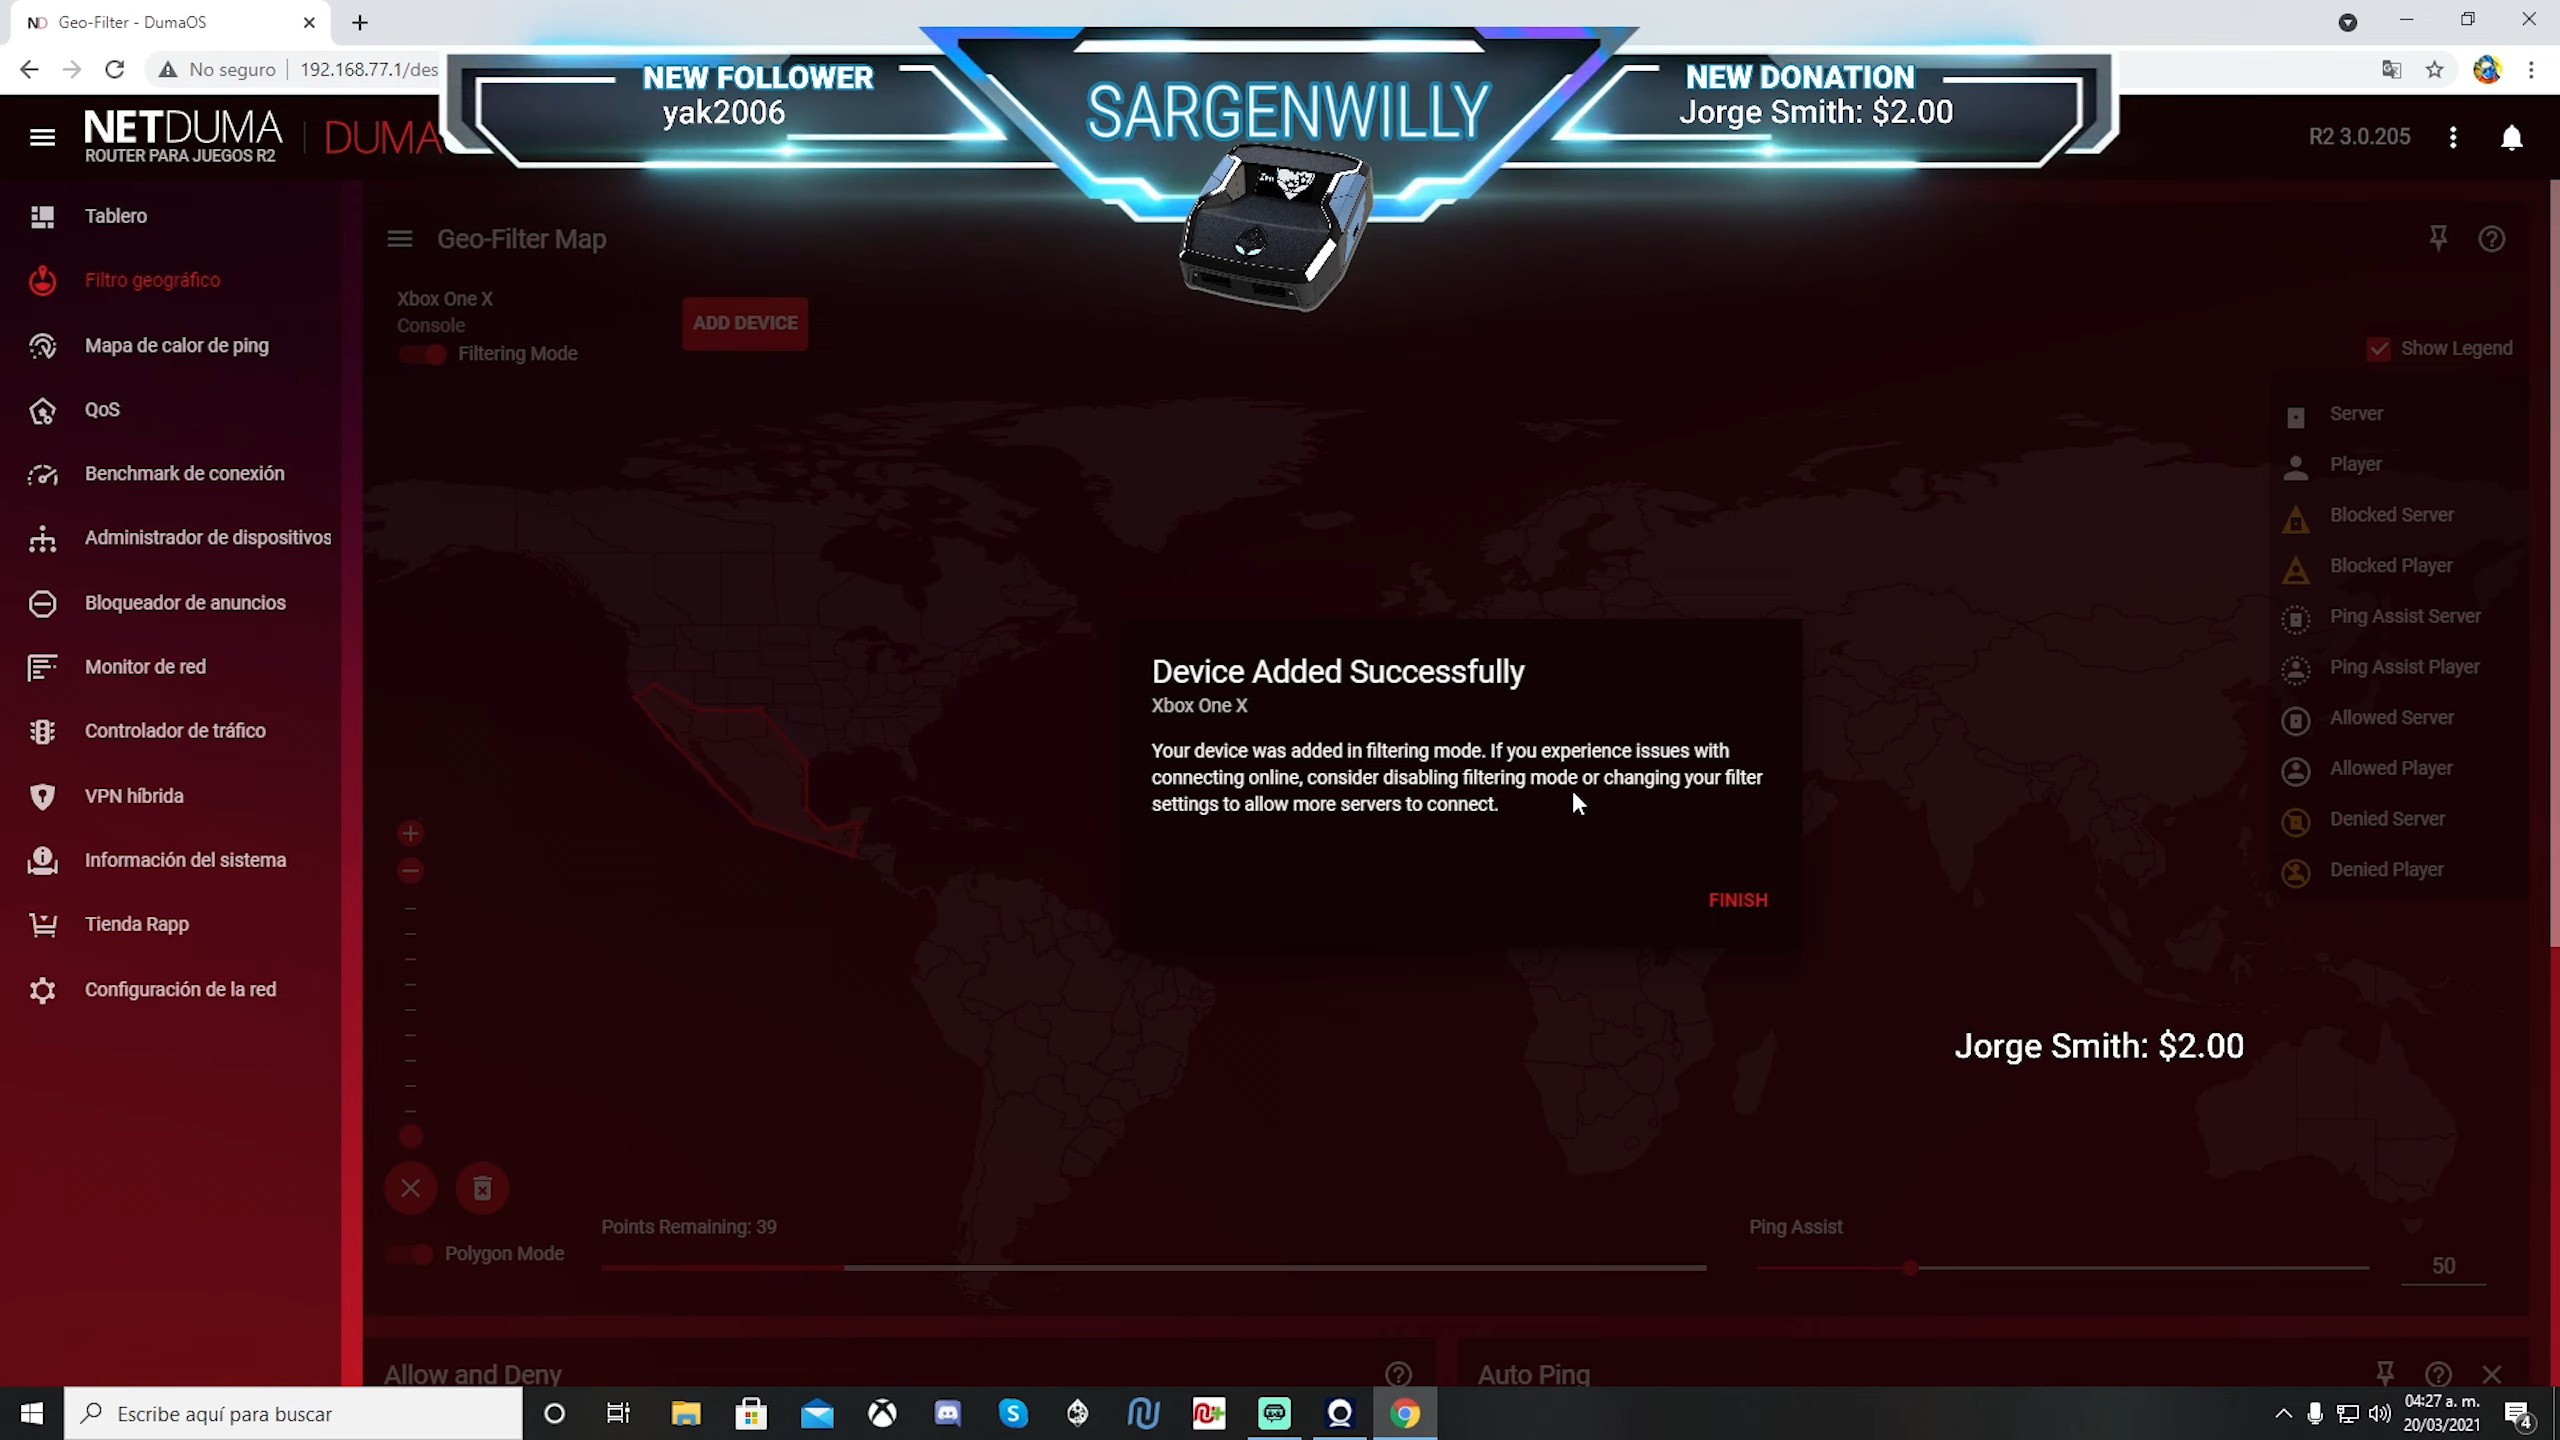 Geo-Filter - DumaOS
No seguro
192.168.77.1/des
NEW FOLLOWER
yak2006
SARGENWILLY
NEW DONATION
Jorge Smith: $2.00
NETDUMA
ROUTER PARA JUEGOS R2
DUMA
R2 3.0.205
Tablero
Filtro geográfico
Mapa de calor de ping
QoS
Benchmark de conexión
Administrador de dispositivos
Bloqueador de anuncios
Monitor de red
Controlador de tráfico
VPN híbrida
Información del sistema
Tienda Rapp
Configuración de la red
Geo-Filter Map
Xbox One X
Console
Filtering Mode
ADD DEVICE
Show Legend
Server
Player
Blocked Server
Blocked Player
Ping Assist Server
Ping Assist Player
Allowed Server
Allowed Player
Denied Server
Denied Player
Device Added Successfully
Xbox One X
Your device was added in filtering mode. If you experience issues with
connecting online, consider disabling filtering mode or changing your filter
settings to allow more servers to connect.
FINISH
Jorge Smith: $2.00
Points Remaining: 39
Polygon Mode
Ping Assist
50
Allow and Deny
Auto Ping
Escribe aquí para buscar
04:27 a. m.
20/03/2021
4